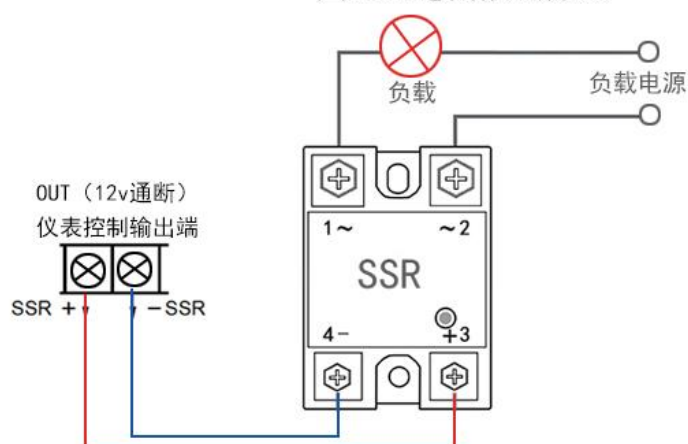 负载
负载电源
OUT（12v通断）
仪表控制输出端
SSR + -SSR
1~ ~2
SSR
4- +3